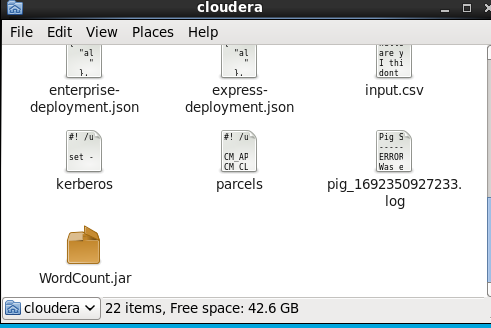 cloudera
File Edit View Places Help
{
"al
"
},
{
"al
"
},
are y
I thi
dont
enterprise-
deployment.json
express-
deployment.json
input.csv
#! /u
set -
#! /u
CM_AP
CM_CL
Pig S
-----
ERROR
Was e
kerberos
parcels
pig_1692350927233.
log
WordCount.jar
cloudera
22 items, Free space: 42.6 GB